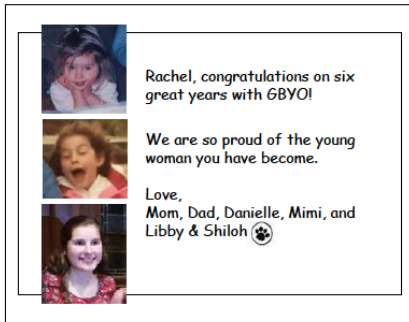 Rachel, congratulations on six
great years with GBYO!
We are so proud of the young
woman you have become.
Love,
Mom, Dad, Danielle, Mimi, and
Libby & Shiloh